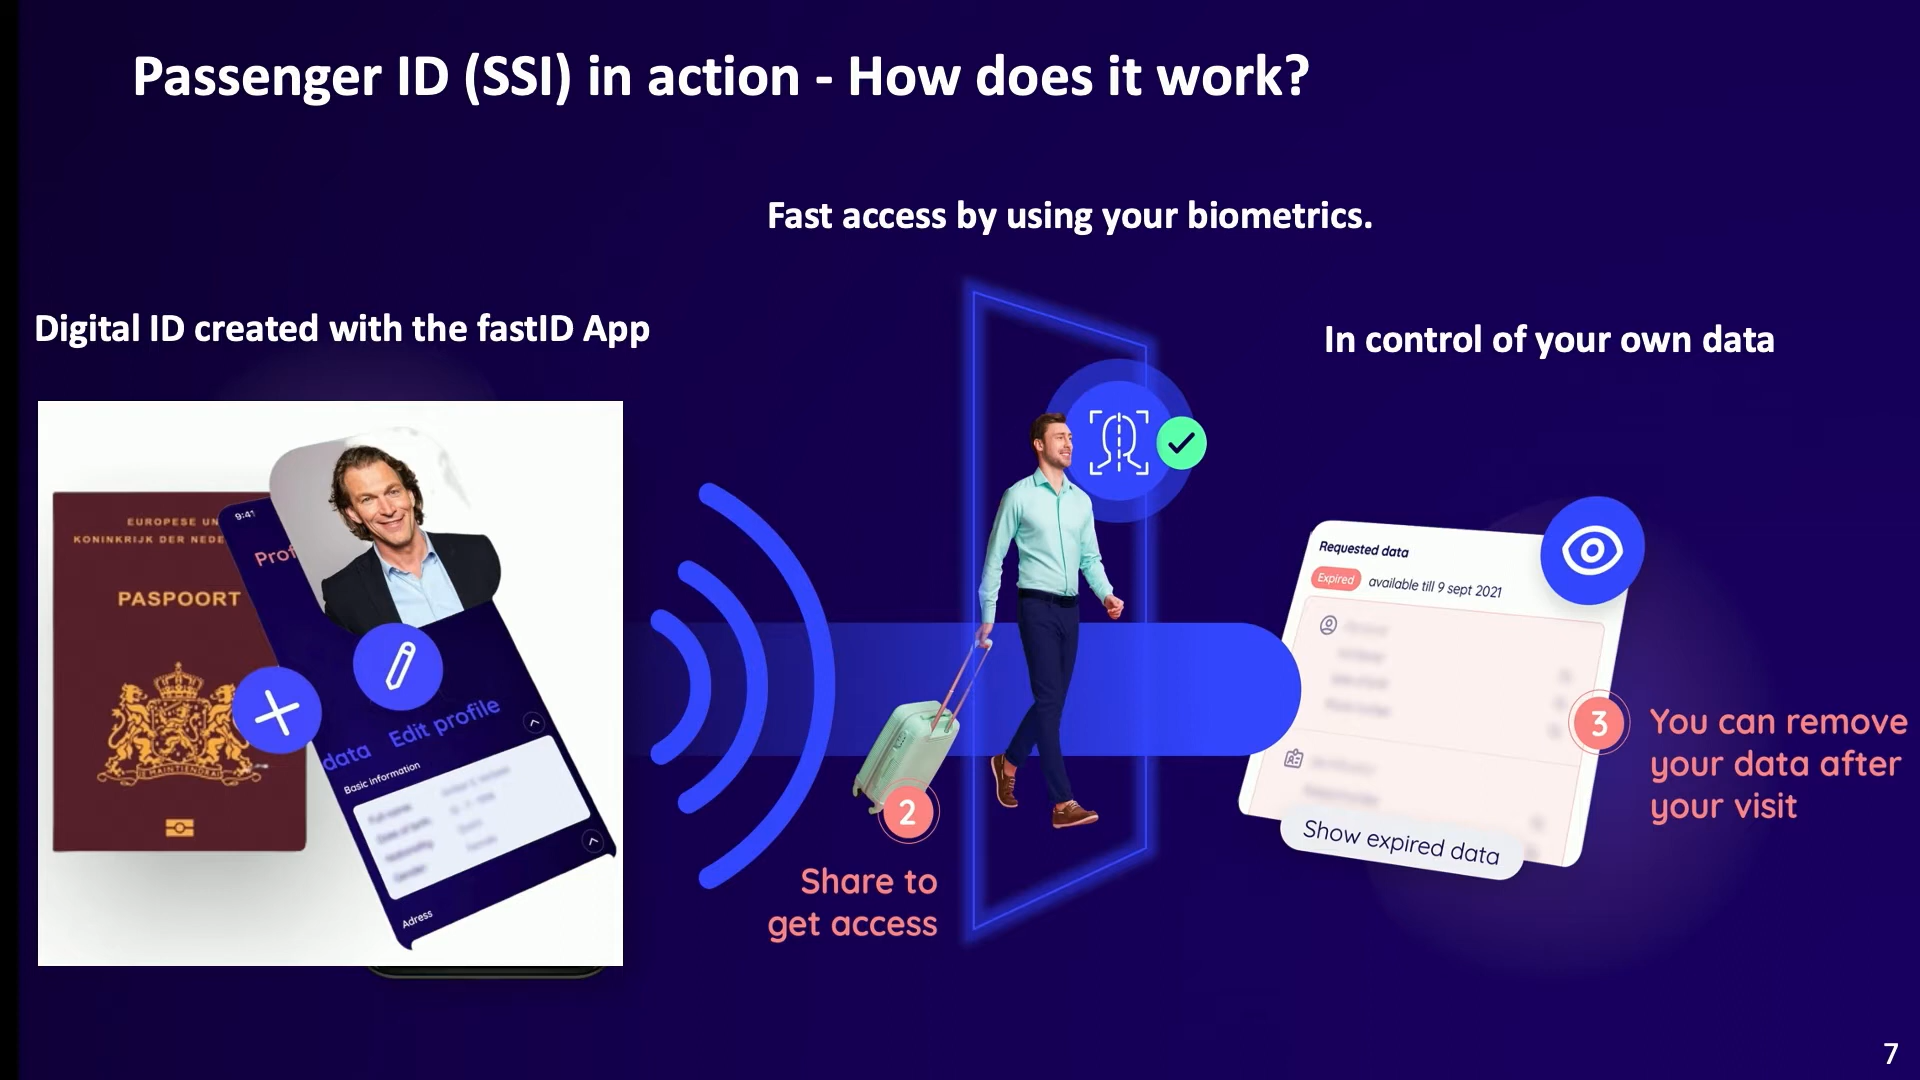 Passenger ID (SSI) in action - How does it work?
Fast access by using your biometrics.
Digital ID created with the fastID App
In control of your own data
EUROPESE UN
KONINKRIJK DER NEDE
PASPOORT
9:41
Prof
data
Edit profile
Basic information
Adress
2
Share to
get access
Requested data
Expired available till 9 sept 2021
Show expired data
3
You can remove
your data after
your visit
7